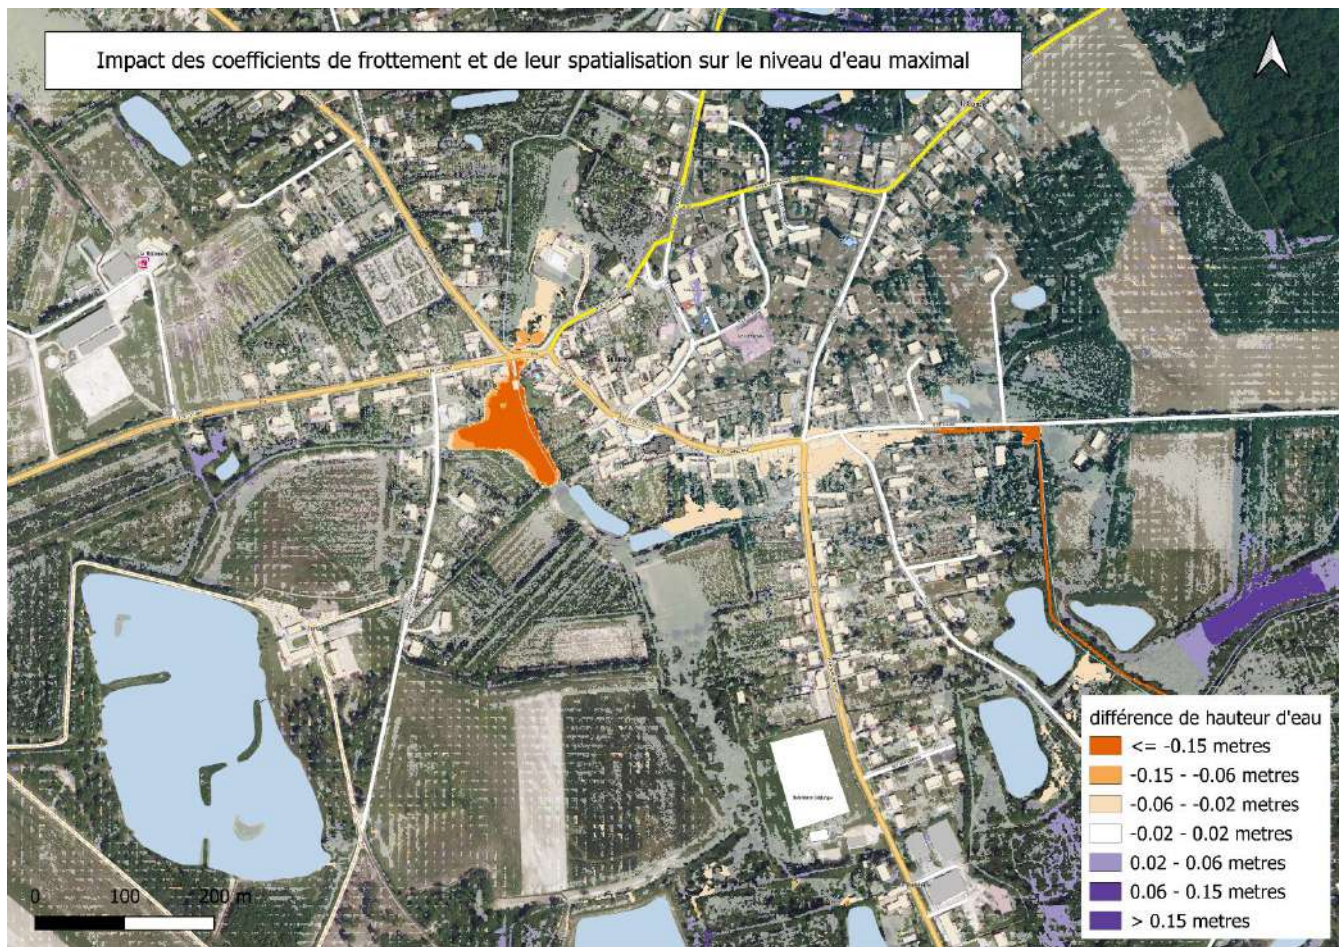 Impact des coefficients de frottement et de leur spatialisation sur le niveau d'eau maximal
différence de hauteur d'eau
<= -0.15 metres
-0.15 - -0.06 metres
-0.06 - -0.02 metres
-0.02 - 0.02 metres
0.02 - 0.06 metres
0.06 - 0.15 metres
> 0.15 metres
0 100 200 m